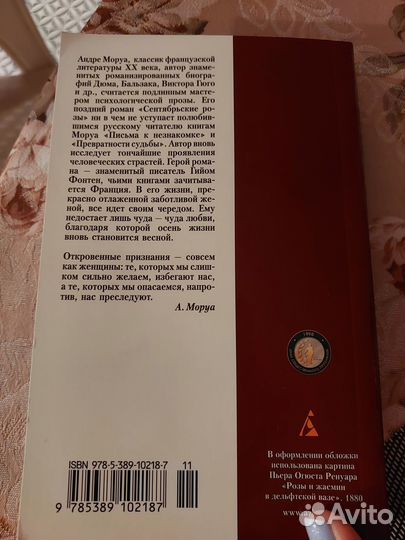 Андре Моруа, классик французской
литературы XX века, автор знаме-
нитых романизированных биогра-
фий Дюма, Бальзака, Виктора Гюго
и др., считается подлинным масте-
ром психологической прозы. Его
поздний роман «Сентябрьские ро-
зы» ни в чем не уступает полюбив-
шимся русскому читателю книгам
Моруа «Письма к незнакомке» и
«Превратности судьбы». Автор вновь
исследует тончайшие проявления
человеческих страстей. Герой рома-
на – знаменитый писатель Гийом
Фонтен, чьими книгами зачитыва-
ется Франция. В его жизни, пре-
красно отлаженной заботливой же-
ной, все идет своим чередом. Ему
недостает лишь чуда – чуда любви,
благодаря которой осень жизни
вновь становится весной.
Откровенные признания – совсем
как женщины: те, которых мы слиш-
ком сильно желаем, избегают нас,
а те, которых мы опасаемся, напро-
тив, нас преследуют.
А. Моруа
1998
ISBN 978-5-389-10218-7
11
9 785389 102187
В оформлении обложки
использована картина
Пьера Огюста Ренуара
«Розы и жасмин
в дельфтской вазе». 1880
Avito